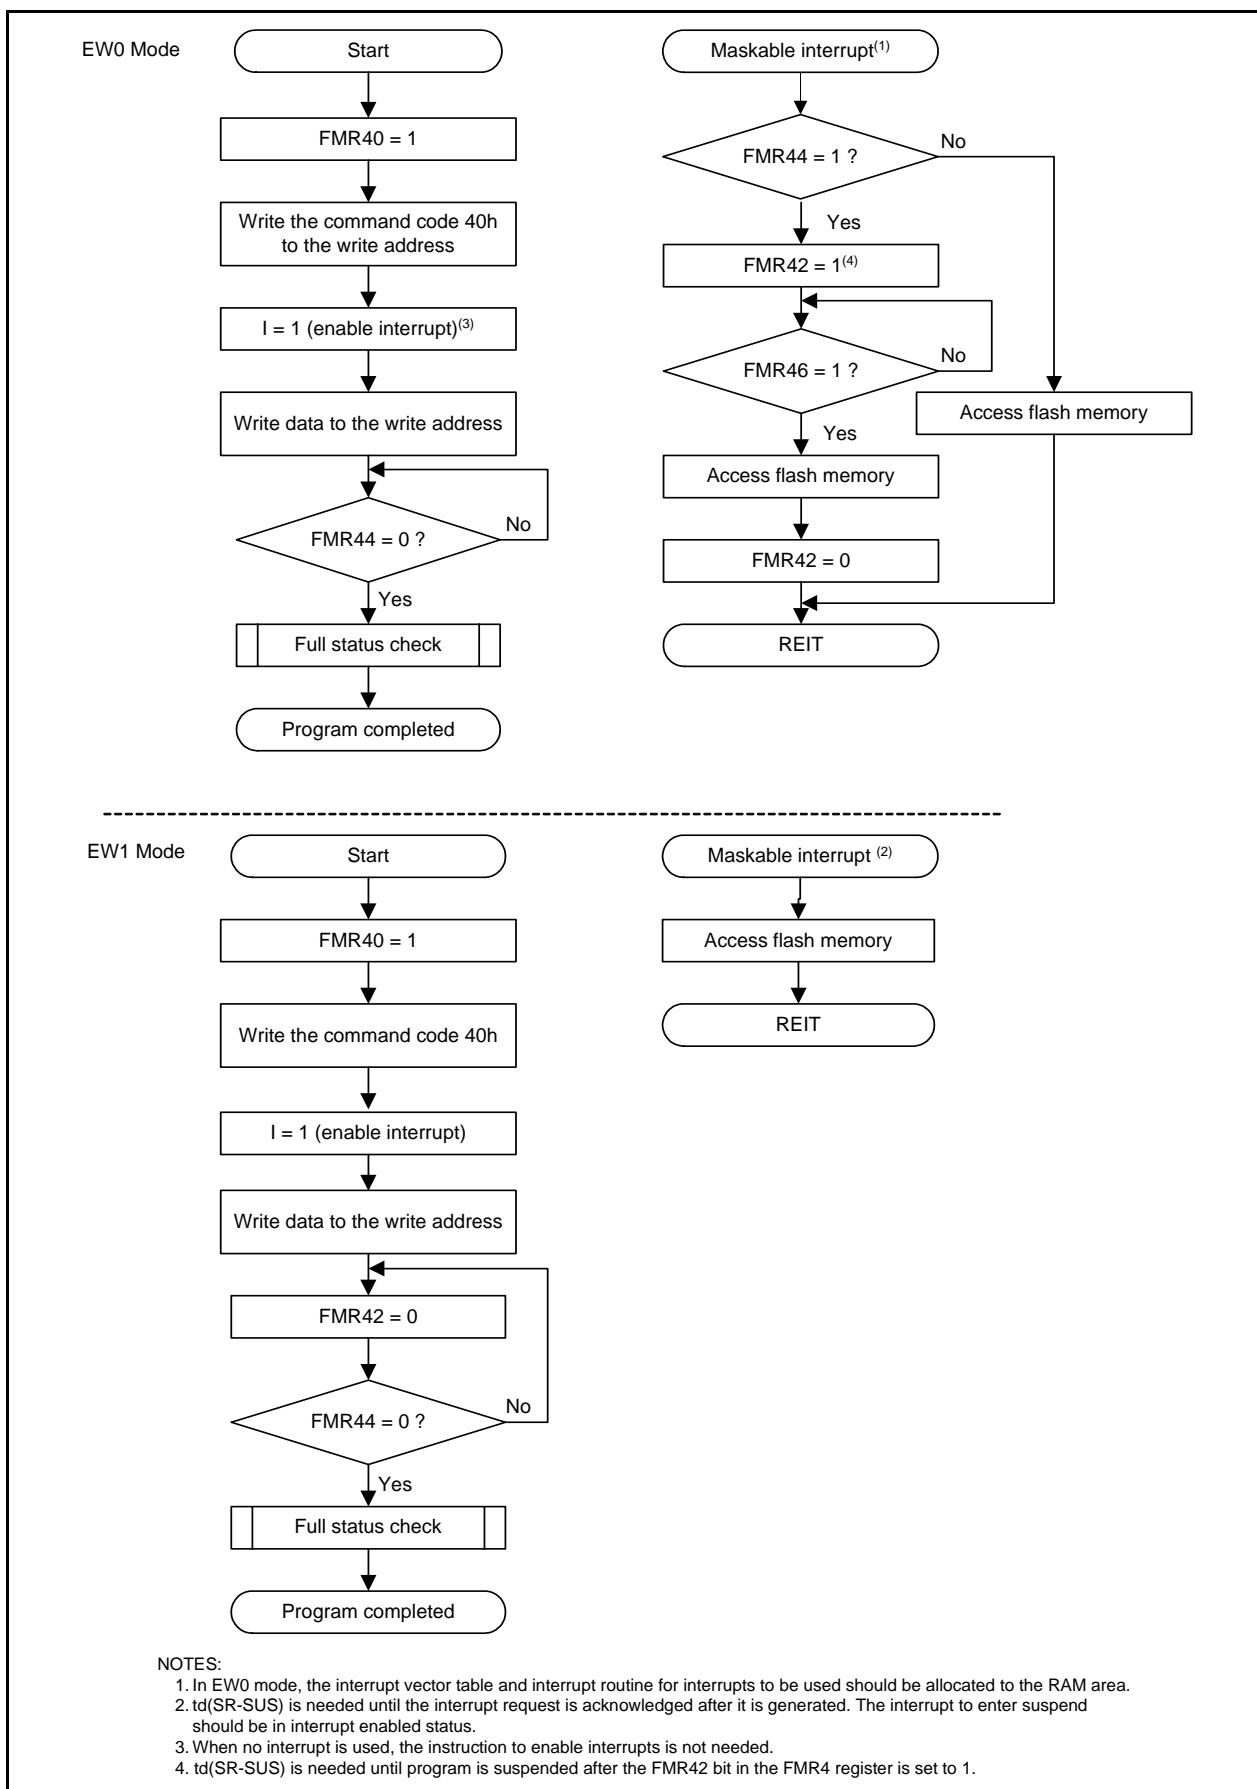 EW0 Mode
Start
FMR40 = 1
Write the command code 40h
to the write address
I = 1 (enable interrupt)(3)
Write data to the write address
FMR44 = 0 ?
No
Yes
Full status check
Program completed
Maskable interrupt(1)
FMR44 = 1 ?
No
Yes
FMR42 = 1(4)
FMR46 = 1 ?
No
Yes
Access flash memory
Access flash memory
FMR42 = 0
REIT
EW1 Mode
Start
FMR40 = 1
Write the command code 40h
I = 1 (enable interrupt)
Write data to the write address
FMR42 = 0
FMR44 = 0 ?
No
Yes
Full status check
Program completed
Maskable interrupt (2)
Access flash memory
REIT
NOTES:
1. In EW0 mode, the interrupt vector table and interrupt routine for interrupts to be used should be allocated to the RAM area.
2. td(SR-SUS) is needed until the interrupt request is acknowledged after it is generated. The interrupt to enter suspend
should be in interrupt enabled status.
3. When no interrupt is used, the instruction to enable interrupts is not needed.
4. td(SR-SUS) is needed until program is suspended after the FMR42 bit in the FMR4 register is set to 1.